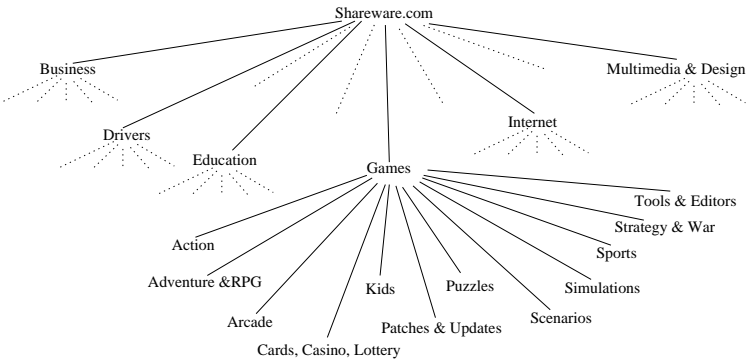 Shareware.com
Business
Multimedia & Design
Drivers
Internet
Education
Games
Tools & Editors
Strategy & War
Action
Sports
Adventure &RPG
Kids
Puzzles
Simulations
Arcade
Patches & Updates
Scenarios
Cards, Casino, Lottery